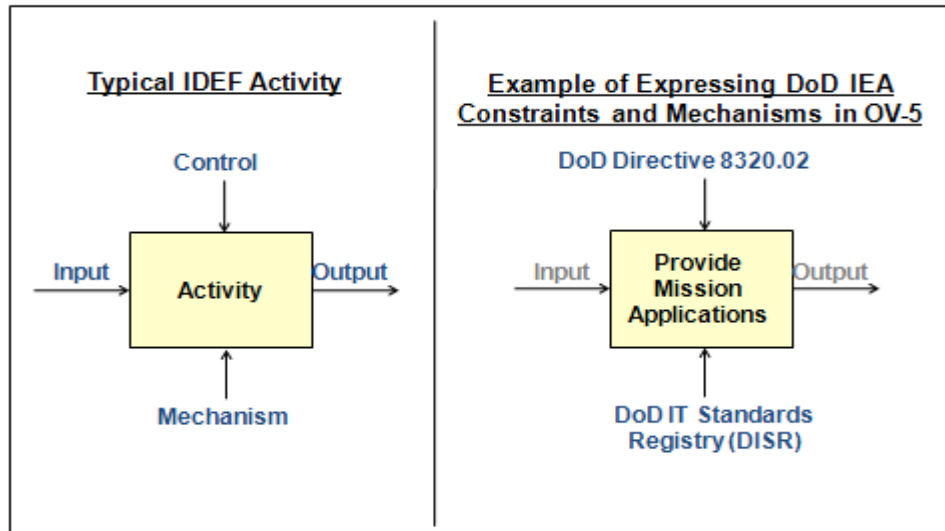 Typical IDEF Activity
Control
Input
Activity
Output
Mechanism
Example of Expressing DoD IEA
Constraints and Mechanisms in OV-5
DoD Directive 8320.02
Input
Provide
Mission
Applications
Output
DoD IT Standards
Registry (DISR)